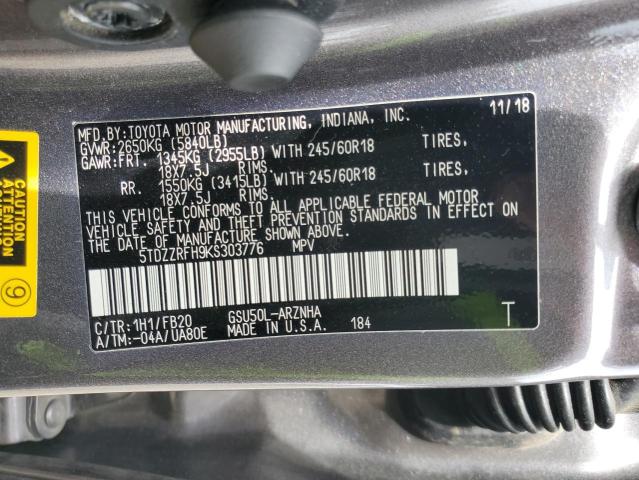 MFD.BY:TOYOTA MOTOR MANUFACTURING, INDIANA, INC. 11/18
GVWR:2650KG (5840LB)
GAWR:FRT. 1345KG (2955LB) WITH 245/60R18 TIRES,
18X7.5J RIMS,
RR. 1550KG (3415LB) WITH 245/60R18 TIRES,
18X7.5J RIMS.
THIS VEHICLE CONFORMS TO ALL APPLICABLE FEDERAL MOTOR
VEHICLE SAFETY AND THEFT PREVENTION STANDARDS IN EFFECT ON
THE DATE OF MANUFACTURE SHOWN ABOVE.
5TDZZRFH9KS303776 MPV
C/TR:1H1/FB20 GSU50L-ARZNHA
A/TM:-04A/UA80E MADE IN U.S.A. 184 T
CAUTION
ATTENTION
9